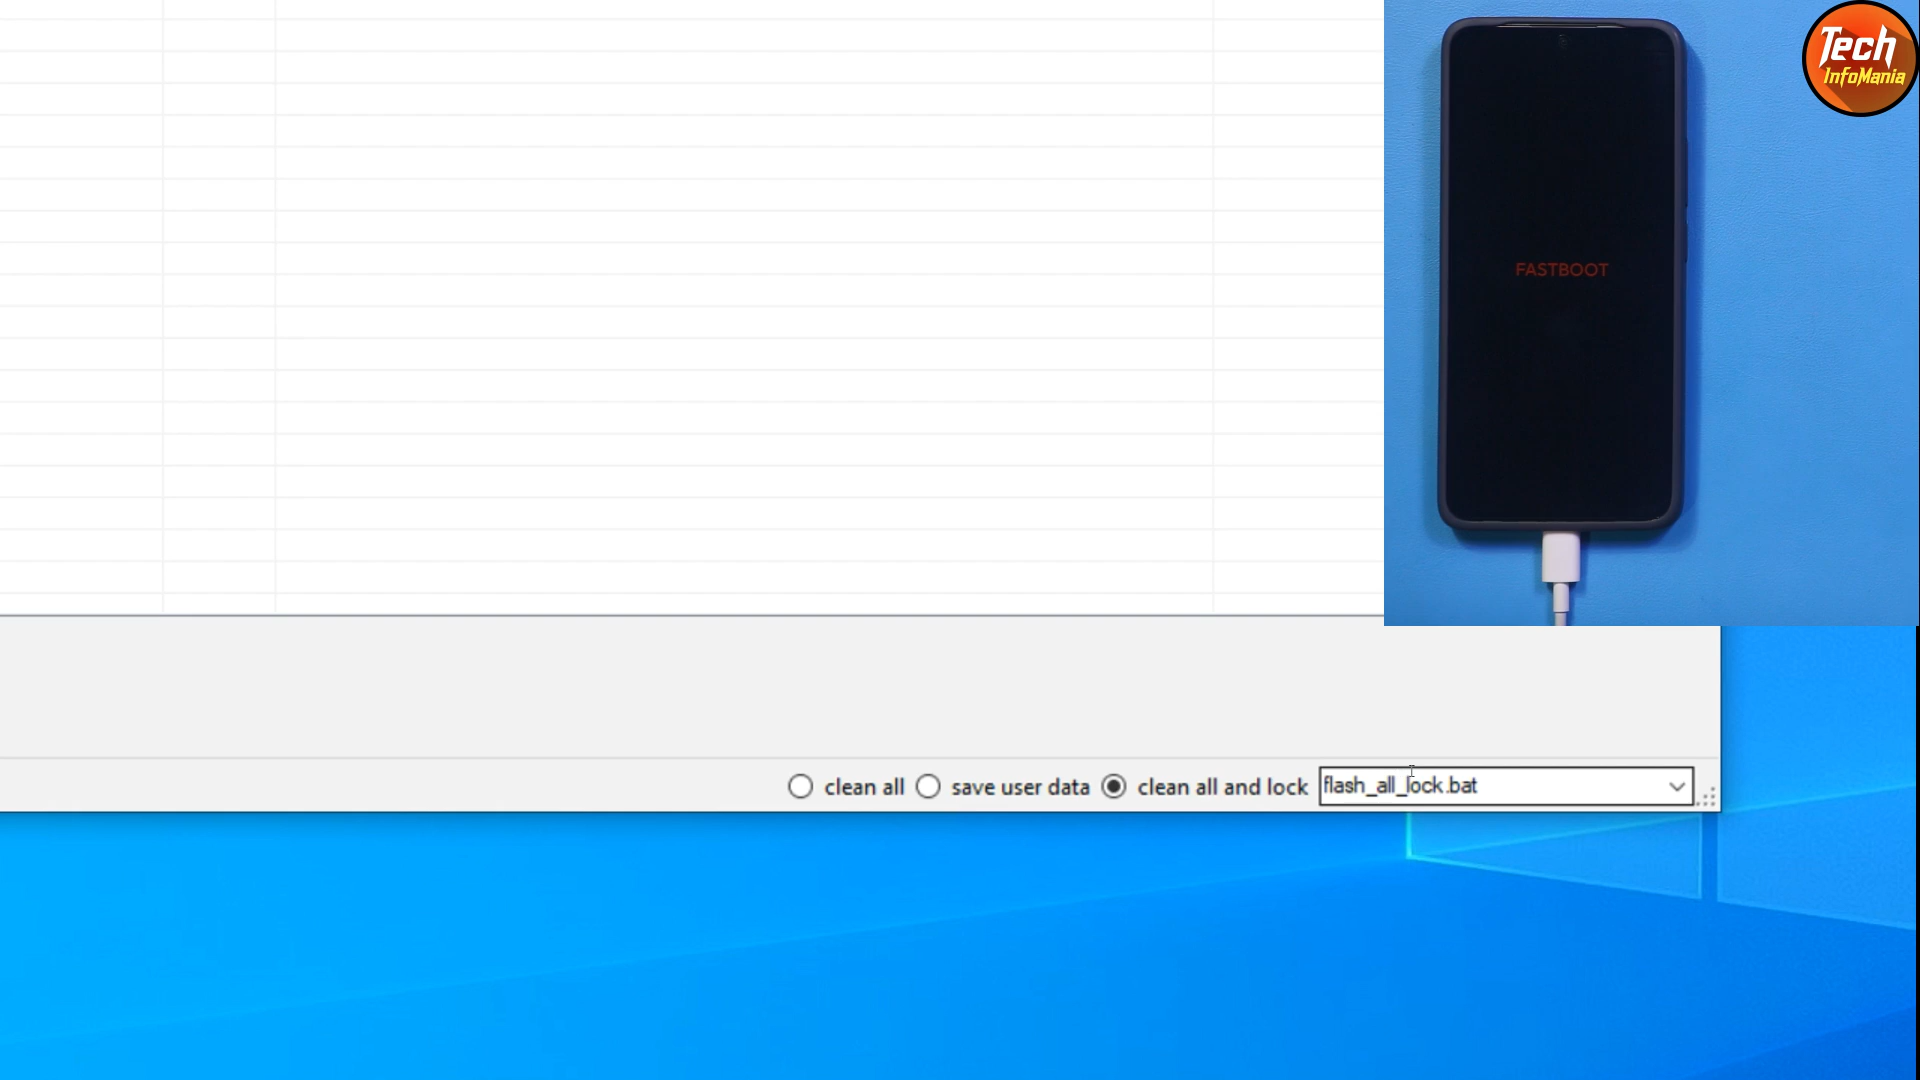 Tech
InfoMania
FASTBOOT
clean all save user data clean all and lock flash_all_lock.bat